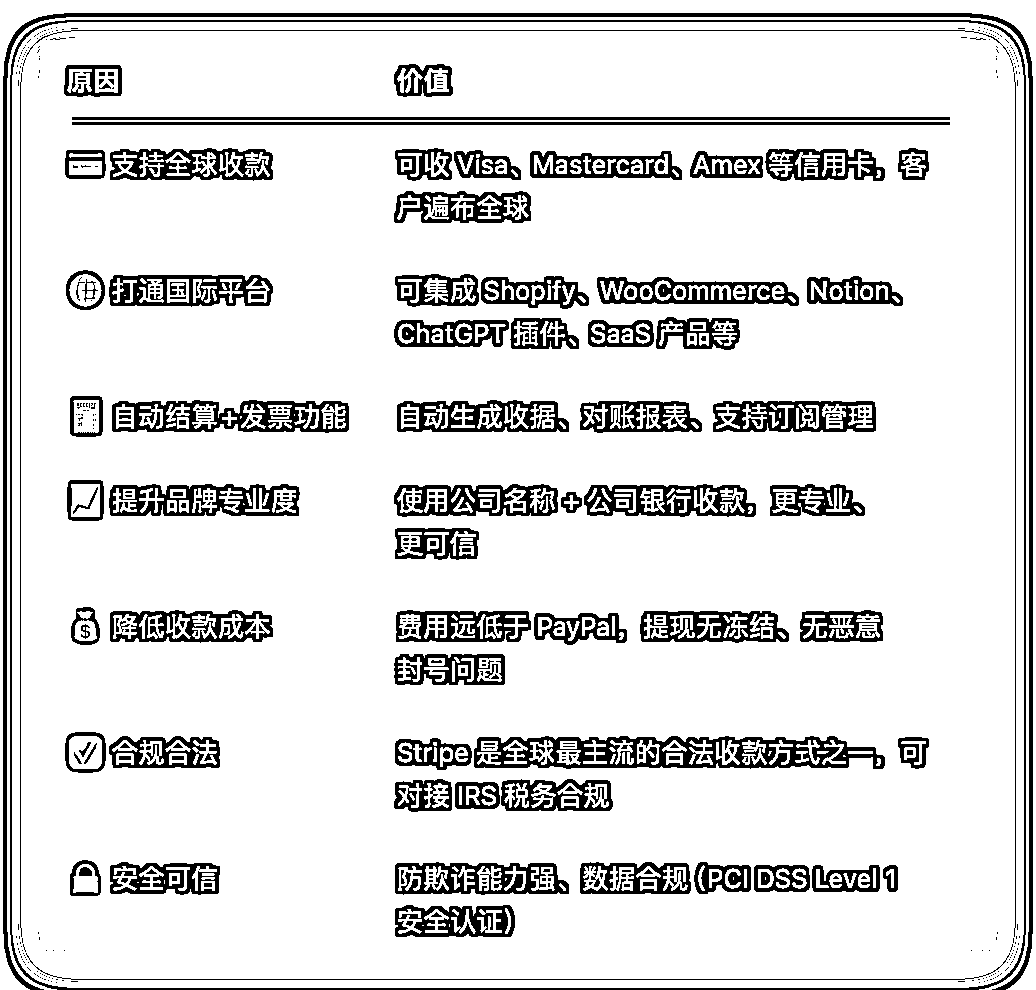 原因 价值
支持全球收款 可收 Visa、Mastercard、Amex 等信用卡，客
户遍布全球
打通国际平台 可集成 Shopify、WooCommerce、Notion、
ChatGPT 插件、SaaS 产品等
自动结算+发票功能 自动生成收据、对账报表、支持订阅管理
提升品牌专业度 使用公司名称 + 公司银行收款，更专业、
更可信
降低收款成本 费用远低于 PayPal，提现无冻结、无恶意
封号问题
合规合法 Stripe 是全球最主流的合法收款方式之一，可
对接 IRS 税务合规
安全可信 防欺诈能力强、数据合规（PCI DSS Level 1
安全认证）